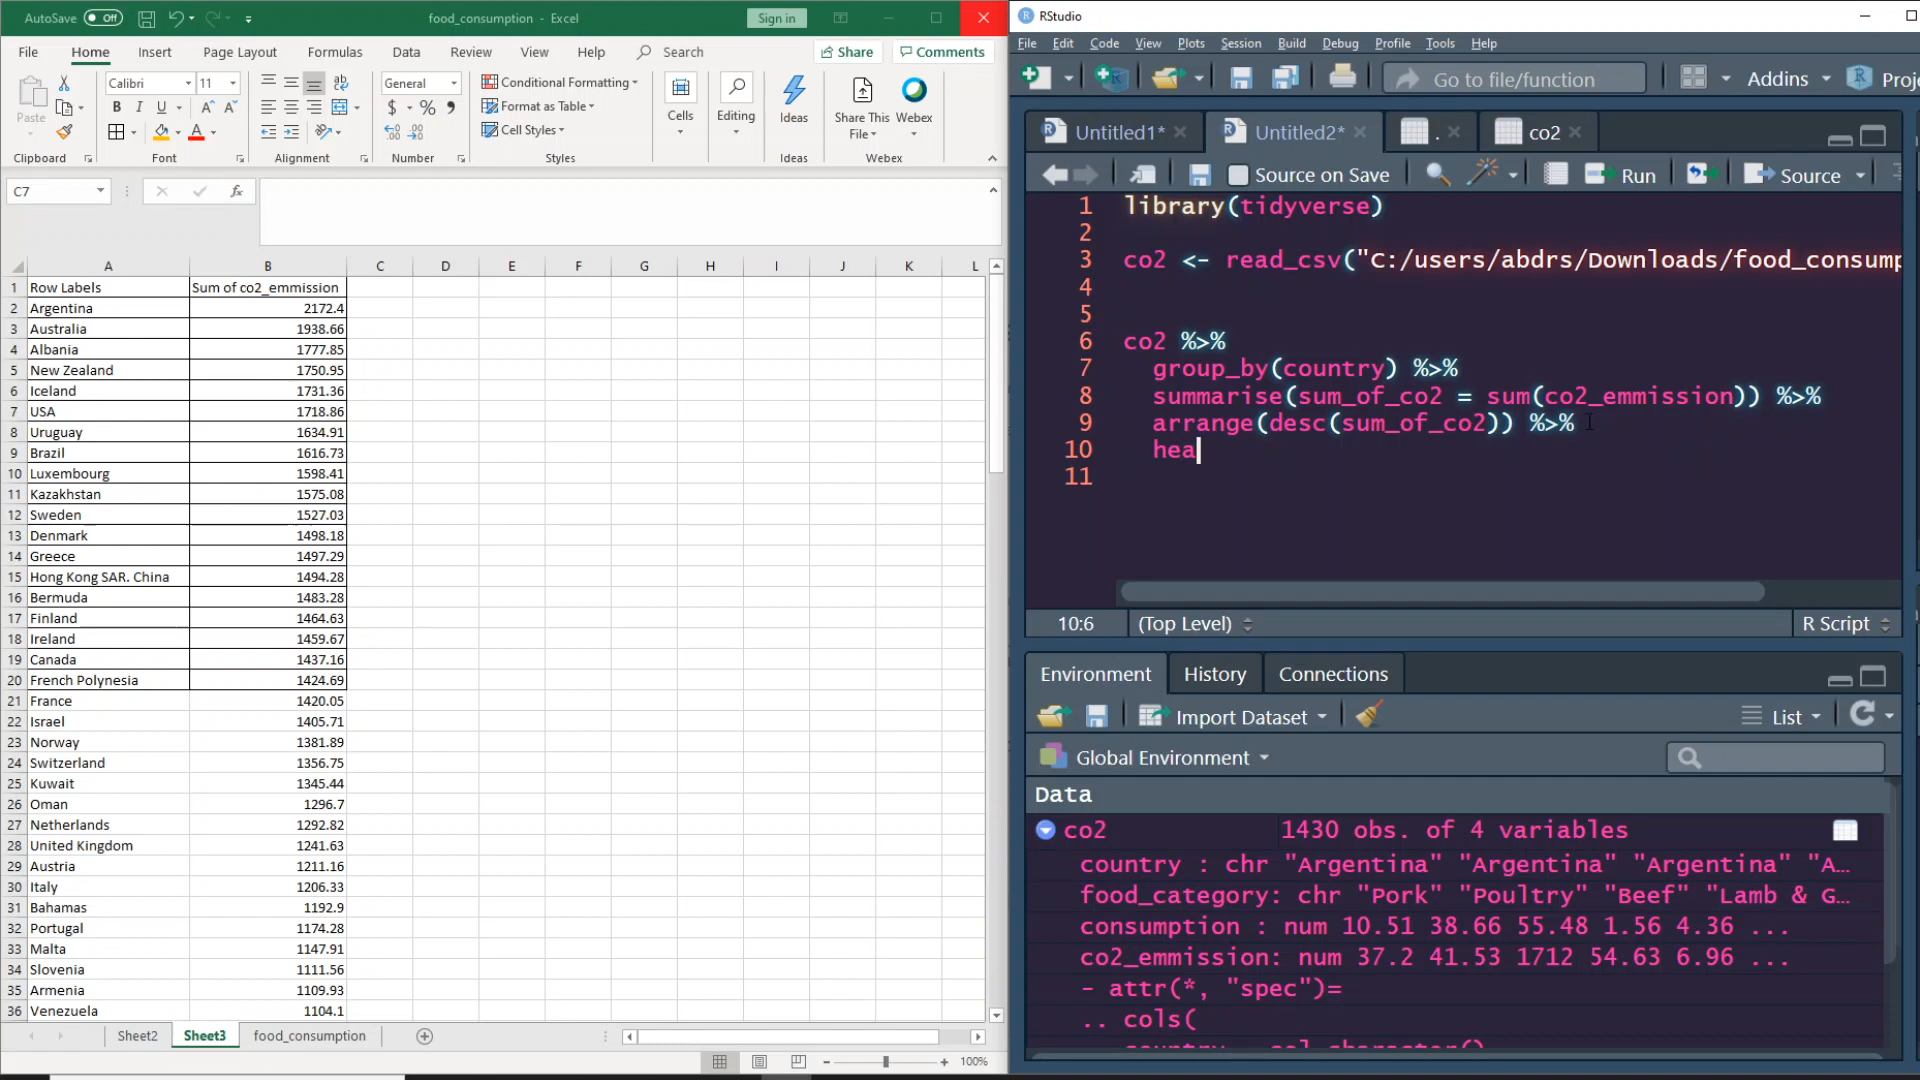 AutoSave Off food_consumption - Excel Sign in
File Home Insert Page Layout Formulas Data Review View Help Search Share Comments
Paste Calibri 11 General Conditional Formatting Cells Editing Ideas Share This File Webex
B I U A A Format as Table
A $ % Cell Styles
Clipboard Font Alignment Number Styles Ideas Webex
C7 fx
A B C D E F G H I J K L
1 Row Labels Sum of co2_emmission
2 Argentina 2172.4
3 Australia 1938.66
4 Albania 1777.85
5 New Zealand 1750.95
6 Iceland 1731.36
7 USA 1718.86
8 Uruguay 1634.91
9 Brazil 1616.73
10 Luxembourg 1598.41
11 Kazakhstan 1575.08
12 Sweden 1527.03
13 Denmark 1498.18
14 Greece 1497.29
15 Hong Kong SAR. China 1494.28
16 Bermuda 1483.28
17 Finland 1464.63
18 Ireland 1459.67
19 Canada 1437.16
20 French Polynesia 1424.69
21 France 1420.05
22 Israel 1405.71
23 Norway 1381.89
24 Switzerland 1356.75
25 Kuwait 1345.44
26 Oman 1296.7
27 Netherlands 1292.82
28 United Kingdom 1241.63
29 Austria 1211.16
30 Italy 1206.33
31 Bahamas 1192.9
32 Portugal 1174.28
33 Malta 1147.91
34 Slovenia 1111.56
35 Armenia 1109.93
36 Venezuela 1104.1
Sheet2 Sheet3 food_consumption
100%
RStudio
File Edit Code View Plots Session Build Debug Profile Tools Help
Go to file/function Addins Proj
Untitled1* Untitled2* . co2
Source on Save Run Source
1 library(tidyverse)
2
3 co2 <- read_csv("C:/users/abdrs/Downloads/food_consump
4
5
6 co2 %>%
7 group_by(country) %>%
8 summarise(sum_of_co2 = sum(co2_emmission)) %>%
9 arrange(desc(sum_of_co2)) %>%
10 hea
11
10:6 (Top Level) R Script
Environment History Connections
Import Dataset List
Global Environment
Data
co2 1430 obs. of 4 variables
country : chr "Argentina" "Argentina" "Argentina" "A...
food_category: chr "Pork" "Poultry" "Beef" "Lamb & G...
consumption : num 10.51 38.66 55.48 1.56 4.36 ...
co2_emmission: num 37.2 41.53 1712 54.63 6.96 ...
- attr(*, "spec")=
.. cols(